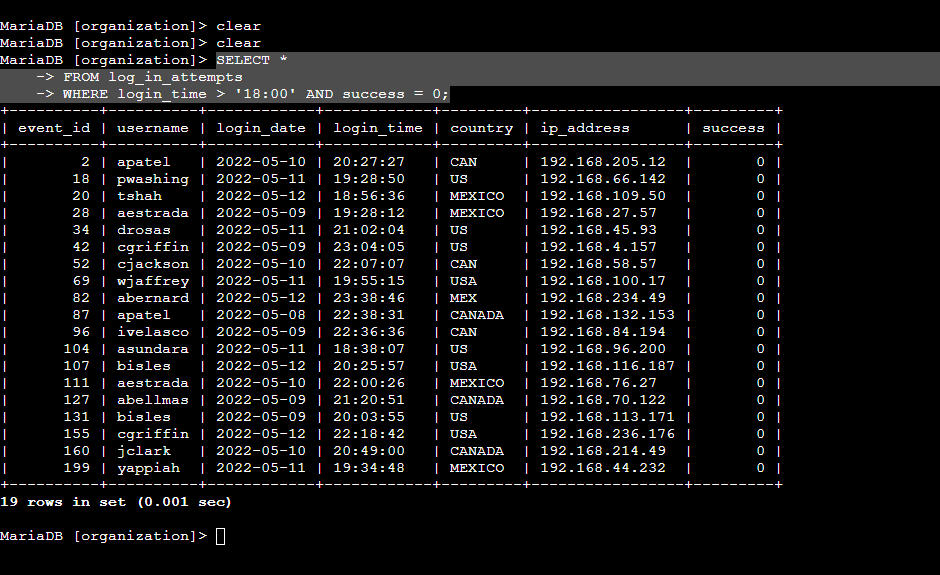 MariaDB [organization]> clear
MariaDB [organization]> clear
MariaDB [organization]> SELECT *
    -> FROM log_in_attempts
    -> WHERE login_time > '18:00' AND success = 0;
+----------+----------+------------+------------+---------+-----------------+---------+
| event_id | username | login_date | login_time | country | ip_address      | success |
+----------+----------+------------+------------+---------+-----------------+---------+
|        2 | apatel   | 2022-05-10 | 20:27:27   | CAN     | 192.168.205.12  |       0 |
|       18 | pwashing | 2022-05-11 | 19:28:50   | US      | 192.168.66.142  |       0 |
|       20 | tshah    | 2022-05-12 | 18:56:36   | MEXICO  | 192.168.109.50  |       0 |
|       28 | aestrada | 2022-05-09 | 19:28:12   | MEXICO  | 192.168.27.57   |       0 |
|       34 | drosas   | 2022-05-11 | 21:02:04   | US      | 192.168.45.93   |       0 |
|       42 | cgriffin | 2022-05-09 | 23:04:05   | US      | 192.168.4.157   |       0 |
|       52 | cjackson | 2022-05-10 | 22:07:07   | CAN     | 192.168.58.57   |       0 |
|       69 | wjaffrey | 2022-05-11 | 19:55:15   | USA     | 192.168.100.17  |       0 |
|       82 | abernard | 2022-05-12 | 23:38:46   | MEX     | 192.168.234.49  |       0 |
|       87 | apatel   | 2022-05-08 | 22:38:31   | CANADA  | 192.168.132.153 |       0 |
|       96 | ivelasco | 2022-05-09 | 22:36:36   | CAN     | 192.168.84.194  |       0 |
|      104 | asundara | 2022-05-11 | 18:38:07   | US      | 192.168.96.200  |       0 |
|      107 | bisles   | 2022-05-12 | 20:25:57   | USA     | 192.168.116.187 |       0 |
|      111 | aestrada | 2022-05-10 | 22:00:26   | MEXICO  | 192.168.76.27   |       0 |
|      127 | abellmas | 2022-05-09 | 21:20:51   | CANADA  | 192.168.70.122  |       0 |
|      131 | bisles   | 2022-05-09 | 20:03:55   | US      | 192.168.113.171 |       0 |
|      155 | cgriffin | 2022-05-12 | 22:18:42   | USA     | 192.168.236.176 |       0 |
|      160 | jclark   | 2022-05-10 | 20:49:00   | CANADA  | 192.168.214.49  |       0 |
|      199 | yappiah  | 2022-05-11 | 19:34:48   | MEXICO  | 192.168.44.232  |       0 |
+----------+----------+------------+------------+---------+-----------------+---------+
19 rows in set (0.001 sec)
MariaDB [organization]>